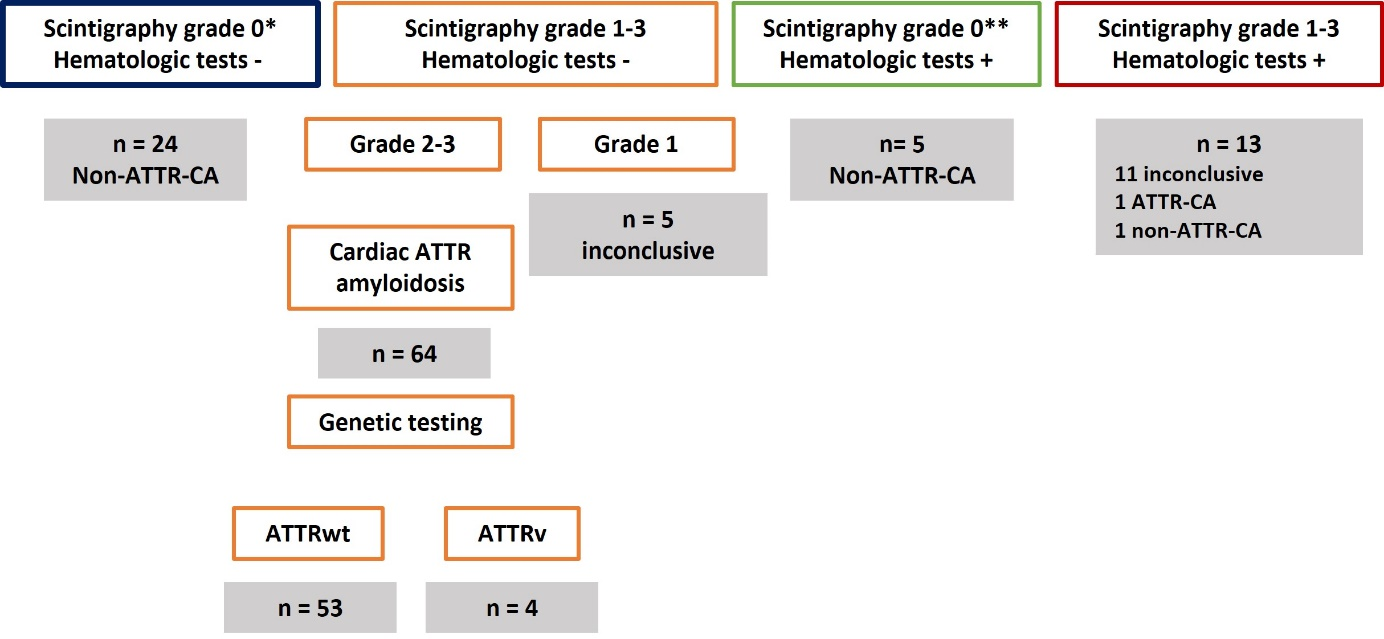 Scintigraphy grade 0*
Hematologic tests -
Scintigraphy grade 1-3
Hematologic tests -
Scintigraphy grade 0**
Hematologic tests +
Scintigraphy grade 1-3
Hematologic tests +
n = 24
Non-ATTR-CA
Grade 2-3
Grade 1
n= 5
Non-ATTR-CA
n = 13
11 inconclusive
1 ATTR-CA
1 non-ATTR-CA
n = 5
inconclusive
Cardiac ATTR
amyloidosis
n = 64
Genetic testing
ATTRwt
ATTRv
n = 53
n = 4